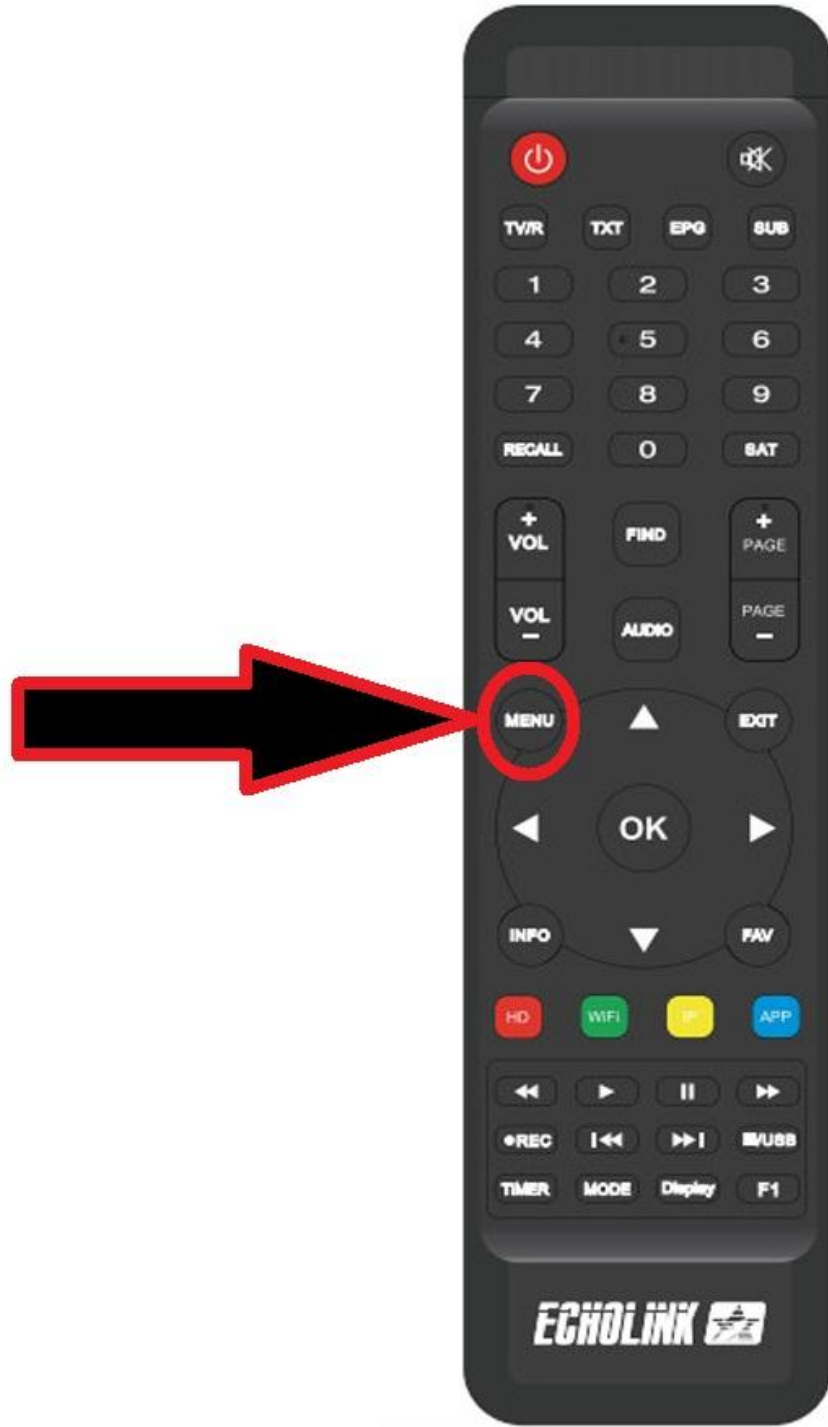 TV/R TXT EPG SUB
1 2 3
4 5 6
7 8 9
RECALL 0 SAT
+ VOL FIND + PAGE
VOL - AUDIO PAGE -
MENU EXIT
OK
INFO FAV
HD WiFi IP APP
REC /USB
TIMER MODE Display F1
ECHOLINK